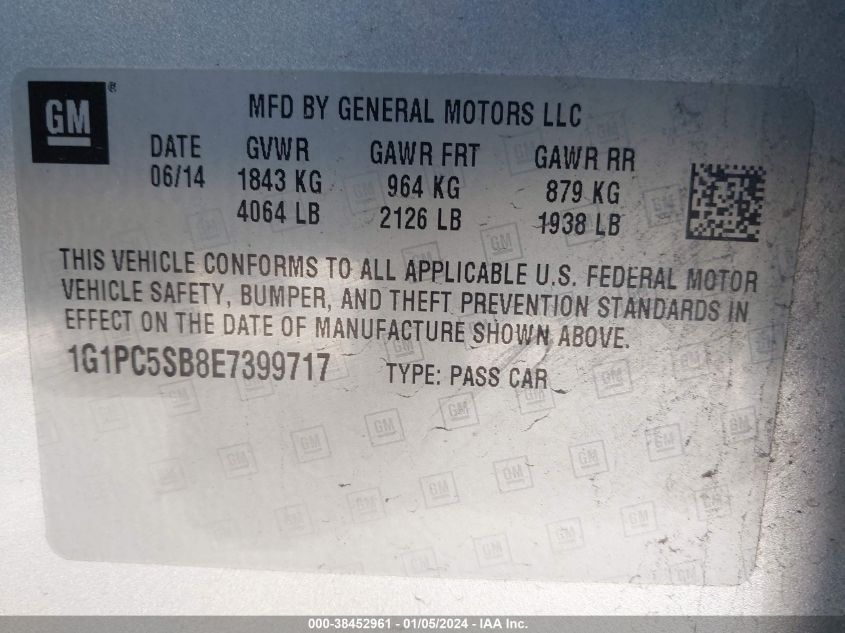 GM ®
MFD BY GENERAL MOTORS LLC
DATE GVWR GAWR FRT GAWR RR
06/14 1843 KG 964 KG 879 KG
4064 LB 2126 LB 1938 LB
THIS VEHICLE CONFORMS TO ALL APPLICABLE U.S. FEDERAL MOTOR
VEHICLE SAFETY, BUMPER, AND THEFT PREVENTION STANDARDS IN
EFFECT ON THE DATE OF MANUFACTURE SHOWN ABOVE.
1G1PC5SB8E7399717 TYPE: PASS CAR
000-38452961 - 01/05/2024 - IAA Inc.